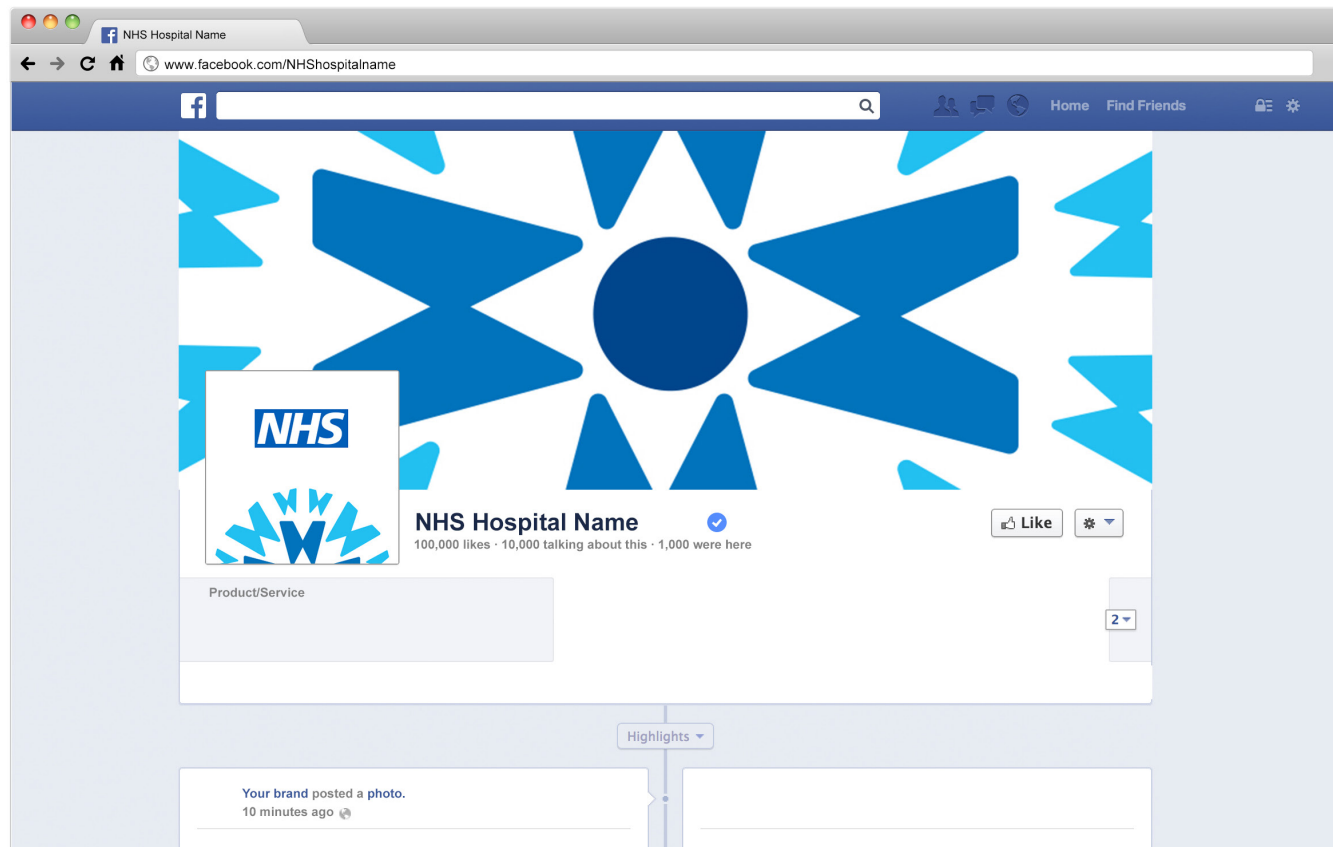 NHS Hospital Name
www.facebook.com/NHShospitalname
f
Home Find Friends
NHS
NHS Hospital Name
Like
100,000 likes · 10,000 talking about this · 1,000 were here
Product/Service
2
Highlights
Your brand posted a photo.
10 minutes ago